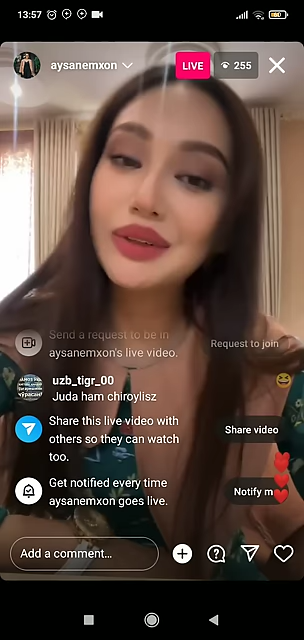 13:57
60
aysanemxon
LIVE
255
Send a request to be in
aysanemxon's live video.
Request to join
uzb_tigr_00
Juda ham chiroylisz
Share this live video with
others so they can watch
too.
Share video
Get notified every time
aysanemxon goes live.
Notify m
Add a comment...